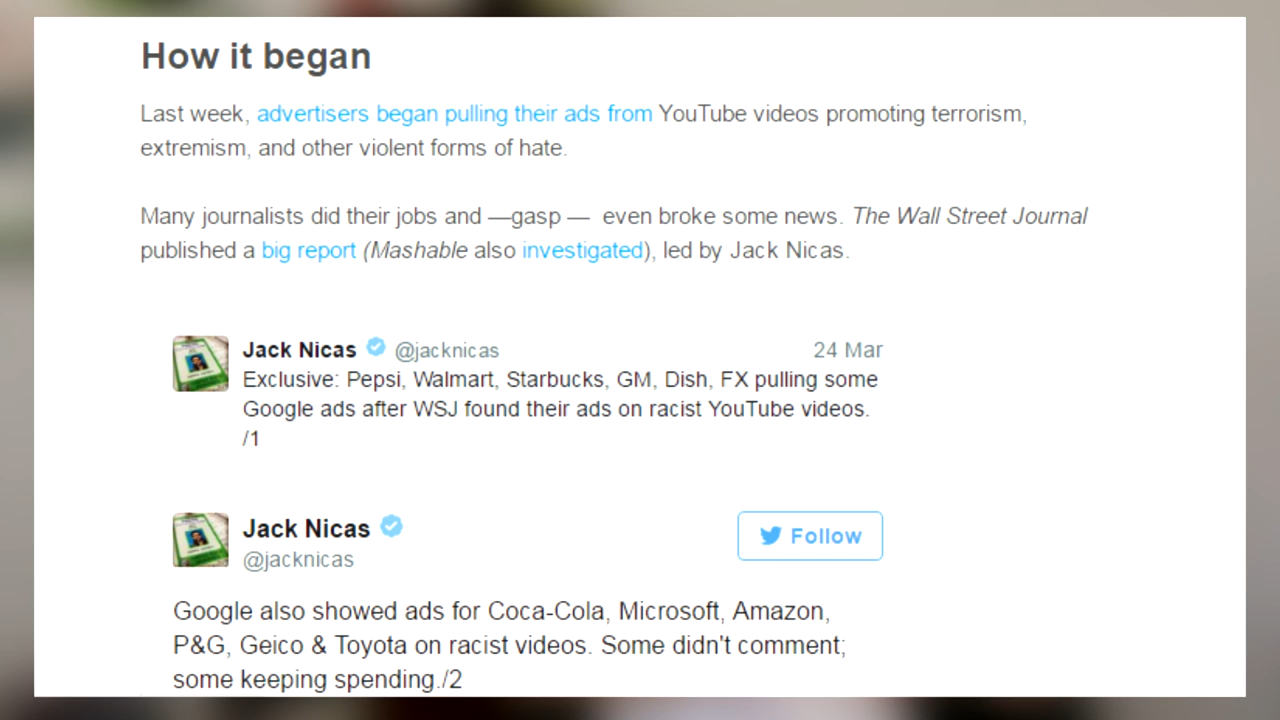 How it began
Last week, advertisers began pulling their ads from YouTube videos promoting terrorism,
extremism, and other violent forms of hate.
Many journalists did their jobs and —gasp —  even broke some news. The Wall Street Journal
published a big report (Mashable also investigated), led by Jack Nicas.
Jack Nicas @jacknicas 24 Mar
Exclusive: Pepsi, Walmart, Starbucks, GM, Dish, FX pulling some
Google ads after WSJ found their ads on racist YouTube videos.
/1
Jack Nicas
@jacknicas
Follow
Google also showed ads for Coca-Cola, Microsoft, Amazon,
P&G, Geico & Toyota on racist videos. Some didn't comment;
some keeping spending./2